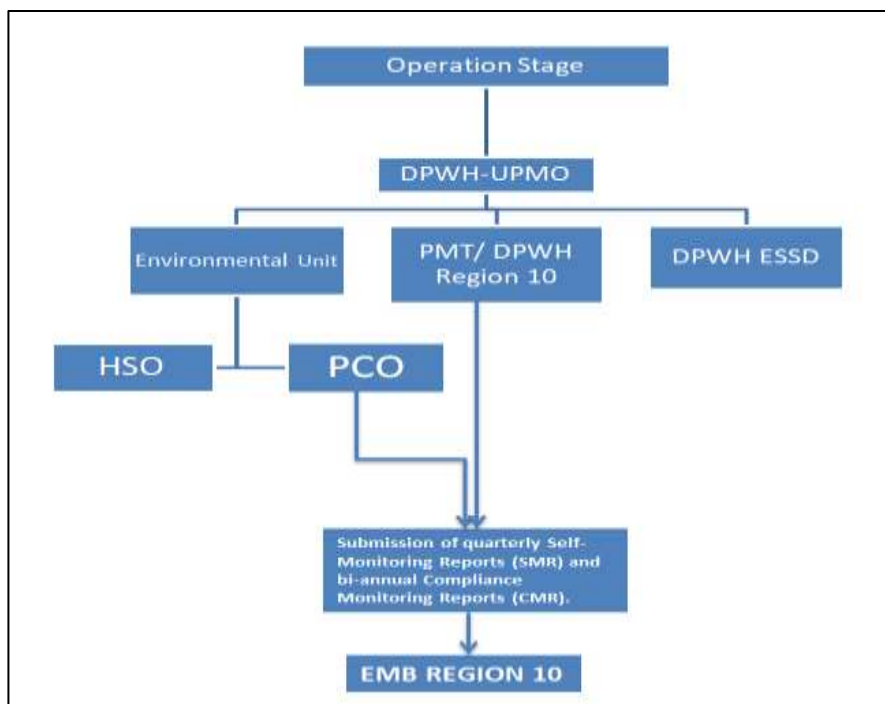 Operation Stage
DPWH-UPMO
Environmental Unit
PMT/ DPWH
Region 10
DPWH ESSD
HSO
PCO
Submission of quarterly Self-
Monitoring Reports (SMR) and
bi-annual Compliance
Monitoring Reports (CMR).
EMB REGION 10